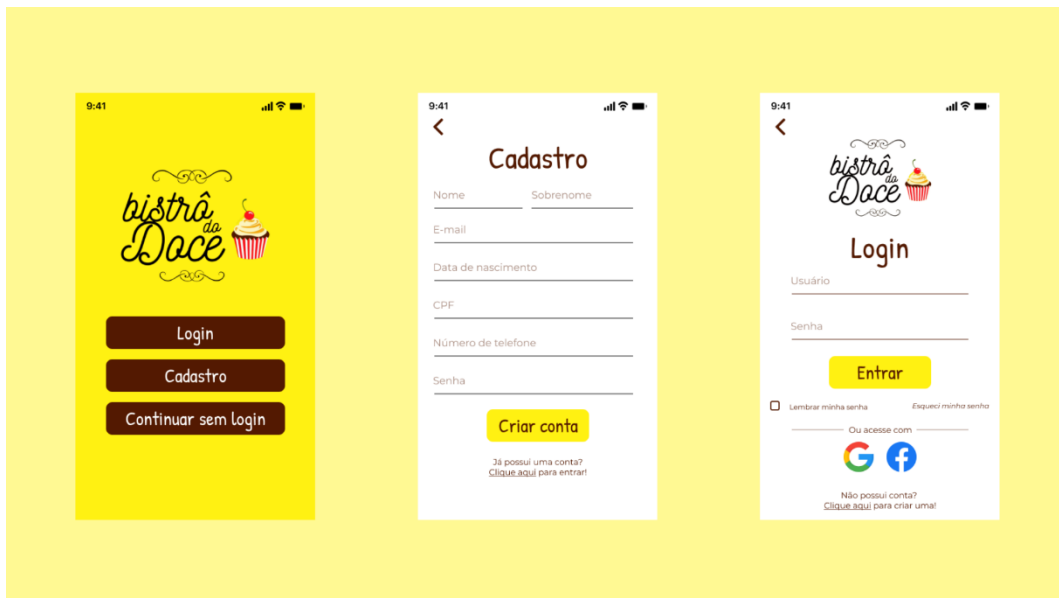 9:41
bistrô
do
Doce
Login
Cadastro
Continuar sem login
9:41
Cadastro
Nome Sobrenome
E-mail
Data de nascimento
CPF
Número de telefone
Senha
Criar conta
Já possui uma conta?
Clique aqui para entrar!
9:41
bistrô
do
Doce
Login
Usuário
Senha
Entrar
Lembrar minha senha Esqueci minha senha
Ou acesse com
Não possui conta?
Clique aqui para criar uma!